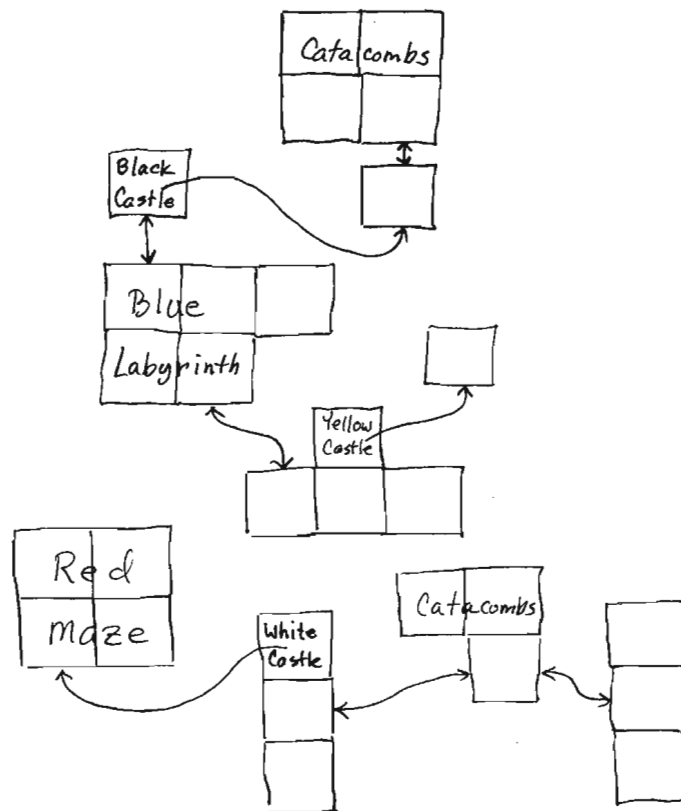 Catacombs
Black
Castle
Blue
Labyrinth
Yellow
Castle
Red
Maze
Catacombs
White
Castle